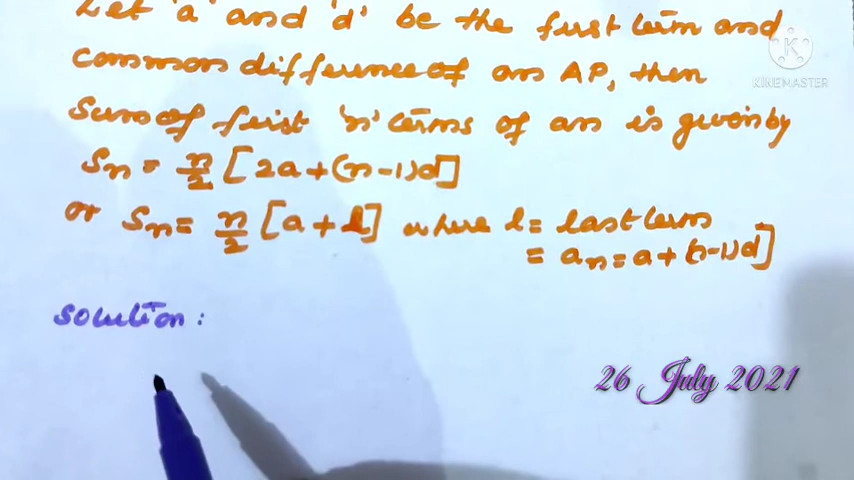 Let 'a' and 'd' be the first term and
common difference of an AP, then
Sum of first 'n' terms of an is given by
Sn = n/2 [2a+(n-1)d]
or Sn = n/2 [a + l] where l = last term
= an = a + (n-1)d]
Solution:
26 July 2021
KINEMASTER